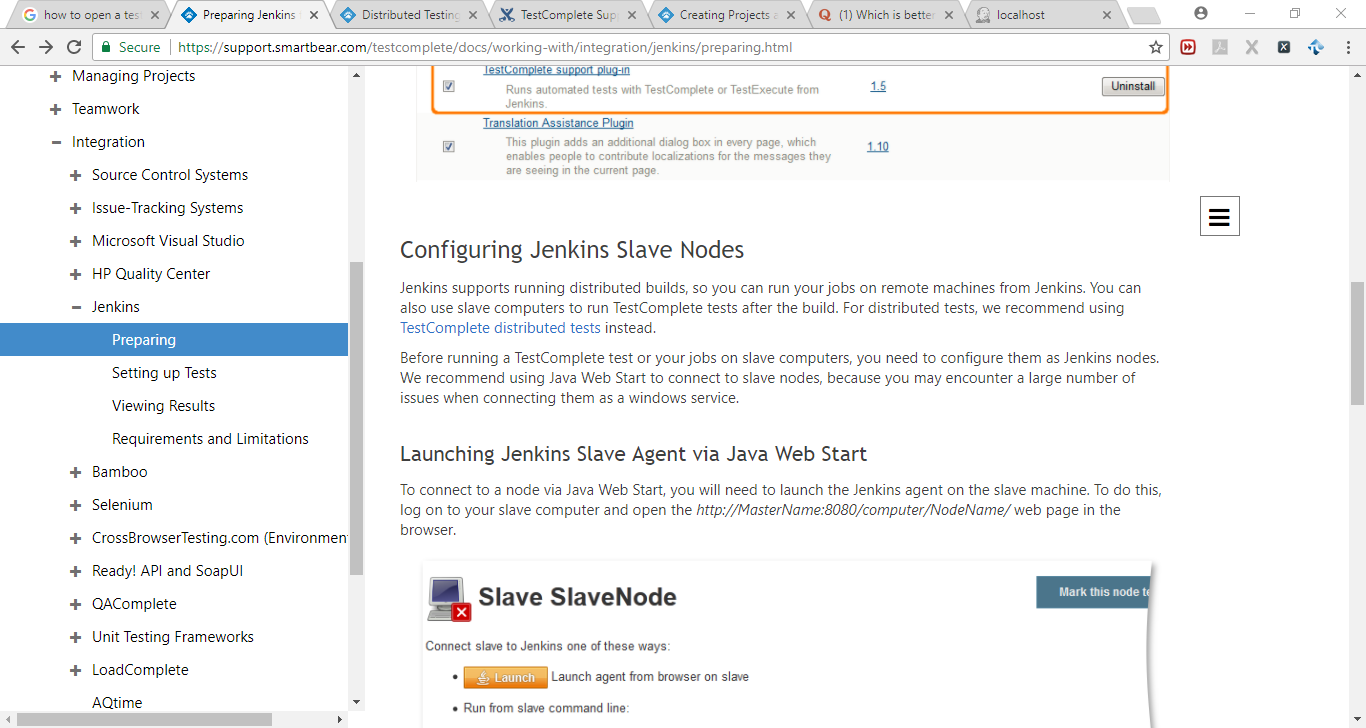 how to open a tes
Preparing Jenkins
Distributed Testing
TestComplete Sup
Creating Projects a
(1) Which is better
localhost
Secure
https://support.smartbear.com/testcomplete/docs/working-with/integration/jenkins/preparing.html
Managing Projects
Teamwork
Integration
Source Control Systems
Issue-Tracking Systems
Microsoft Visual Studio
HP Quality Center
Jenkins
Preparing
Setting up Tests
Viewing Results
Requirements and Limitations
Bamboo
Selenium
CrossBrowserTesting.com (Environmen
Ready! API and SoapUI
QAComplete
Unit Testing Frameworks
LoadComplete
AQtime
TestComplete support plug-in
Runs automated tests with TestComplete or TestExecute from
Jenkins.
1.5
Uninstall
Translation Assistance Plugin
This plugin adds an additional dialog box in every page, which
enables people to contribute localizations for the messages they
are seeing in the current page.
1.10
Configuring Jenkins Slave Nodes
Jenkins supports running distributed builds, so you can run your jobs on remote machines from Jenkins. You can
also use slave computers to run TestComplete tests after the build. For distributed tests, we recommend using
TestComplete distributed tests instead.
Before running a TestComplete test or your jobs on slave computers, you need to configure them as Jenkins nodes.
We recommend using Java Web Start to connect to slave nodes, because you may encounter a large number of
issues when connecting them as a windows service.
Launching Jenkins Slave Agent via Java Web Start
To connect to a node via Java Web Start, you will need to launch the Jenkins agent on the slave machine. To do this,
log on to your slave computer and open the http://MasterName:8080/computer/NodeName/ web page in the
browser.
Slave SlaveNode
Mark this node te
Connect slave to Jenkins one of these ways:
• Launch Launch agent from browser on slave
• Run from slave command line: